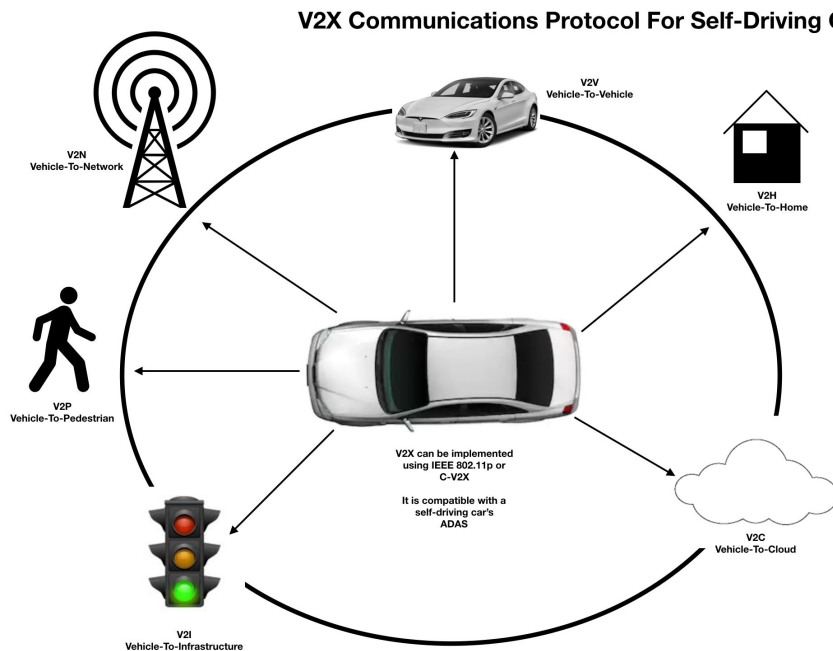 V2X Communications Protocol For Self-Driving
V2V
Vehicle-To-Vehicle
V2N
Vehicle-To-Network
V2H
Vehicle-To-Home
V2P
Vehicle-To-Pedestrian
V2X can be implemented
using IEEE 802.11p or
C-V2X
It is compatible with a
self-driving car's
ADAS
V2C
Vehicle-To-Cloud
V2I
Vehicle-To-Infrastructure